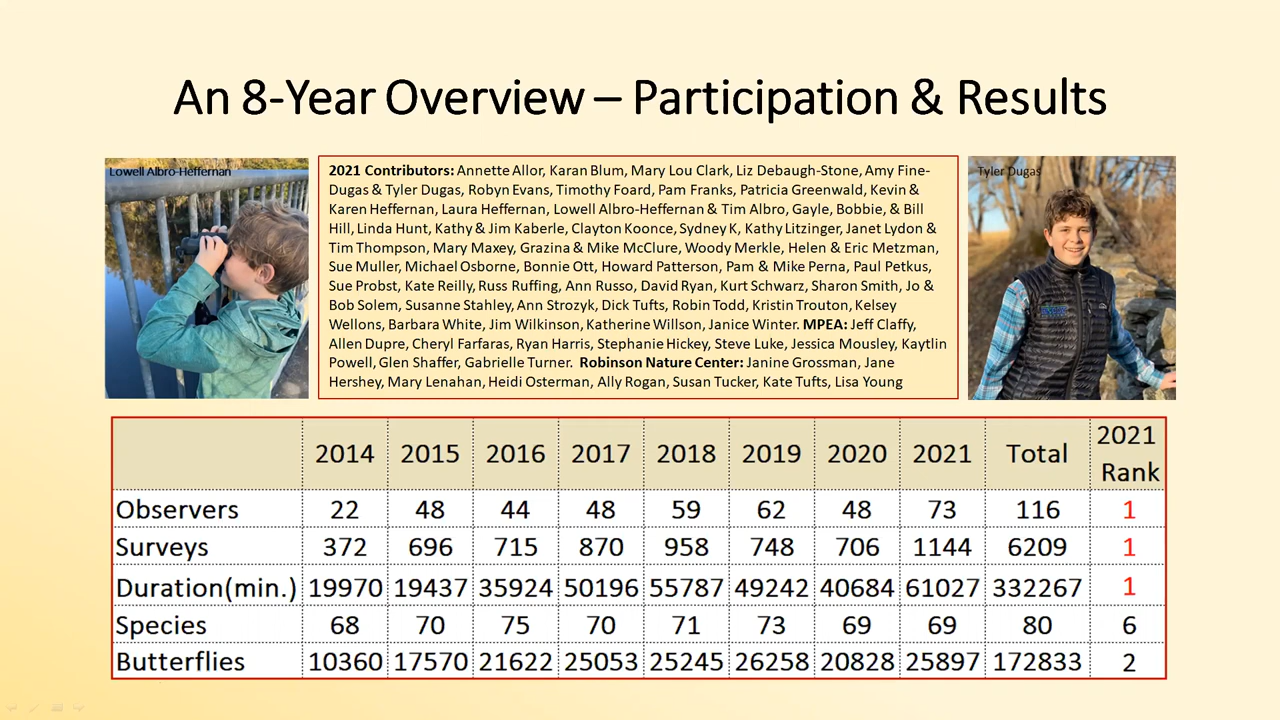 An 8-Year Overview – Participation & Results
Lowell Albro-Heffernan
2021 Contributors: Annette Allor, Karan Blum, Mary Lou Clark, Liz Debaugh-Stone, Amy Fine-
Dugas & Tyler Dugas, Robyn Evans, Timothy Foard, Pam Franks, Patricia Greenwald, Kevin &
Karen Heffernan, Laura Heffernan, Lowell Albro-Heffernan & Tim Albro, Gayle, Bobbie, & Bill
Hill, Linda Hunt, Kathy & Jim Kaberle, Clayton Koonce, Sydney K, Kathy Litzinger, Janet Lydon &
Tim Thompson, Mary Maxey, Grazina & Mike McClure, Woody Merkle, Helen & Eric Metzman,
Sue Muller, Michael Osborne, Bonnie Ott, Howard Patterson, Pam & Mike Perna, Paul Petkus,
Sue Probst, Kate Reilly, Russ Ruffing, Ann Russo, David Ryan, Kurt Schwarz, Sharon Smith, Jo &
Bob Solem, Susanne Stahley, Ann Strozyk, Dick Tufts, Robin Todd, Kristin Trouton, Kelsey
Wellons, Barbara White, Jim Wilkinson, Katherine Willson, Janice Winter. MPEA: Jeff Claffy,
Allen Dupre, Cheryl Farfaras, Ryan Harris, Stephanie Hickey, Steve Luke, Jessica Mousley, Kaytlin
Powell, Glen Shaffer, Gabrielle Turner. Robinson Nature Center: Janine Grossman, Jane
Hershey, Mary Lenahan, Heidi Osterman, Ally Rogan, Susan Tucker, Kate Tufts, Lisa Young
Tyler Dugas
2014 2015 2016 2017 2018 2019 2020 2021 Total 2021 Rank
Observers 22 48 44 48 59 62 48 73 116 1
Surveys 372 696 715 870 958 748 706 1144 6209 1
Duration(min.) 19970 19437 35924 50196 55787 49242 40684 61027 332267 1
Species 68 70 75 70 71 73 69 69 80 6
Butterflies 10360 17570 21622 25053 25245 26258 20828 25897 172833 2